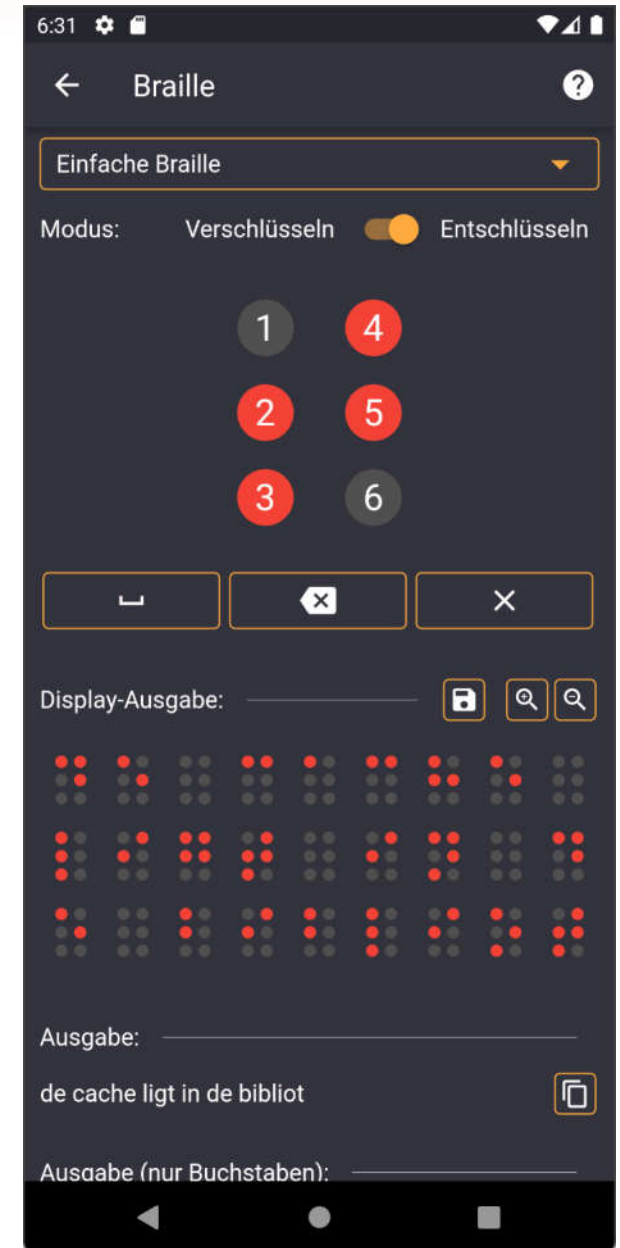 6:31
Braille
Einfache Braille
Modus: Verschlüsseln Entschlüsseln
1 4
2 5
3 6
Display-Ausgabe:
Ausgabe:
de cache ligt in de bibliot
Ausgabe (nur Buchstaben):